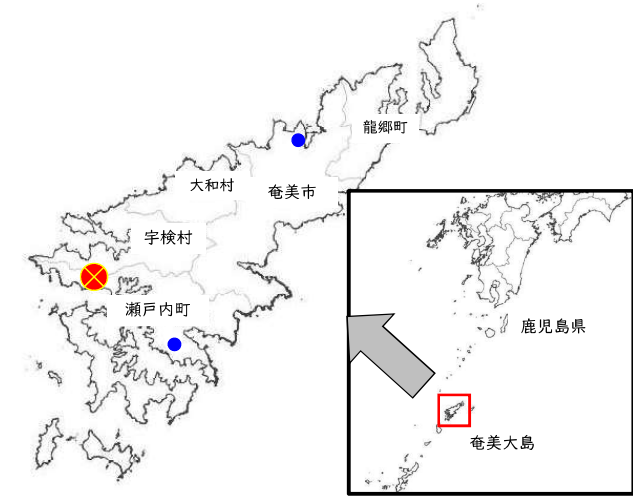 龍郷町
大和村
奄美市
宇検村
瀬戸内町
鹿児島県
奄美大島